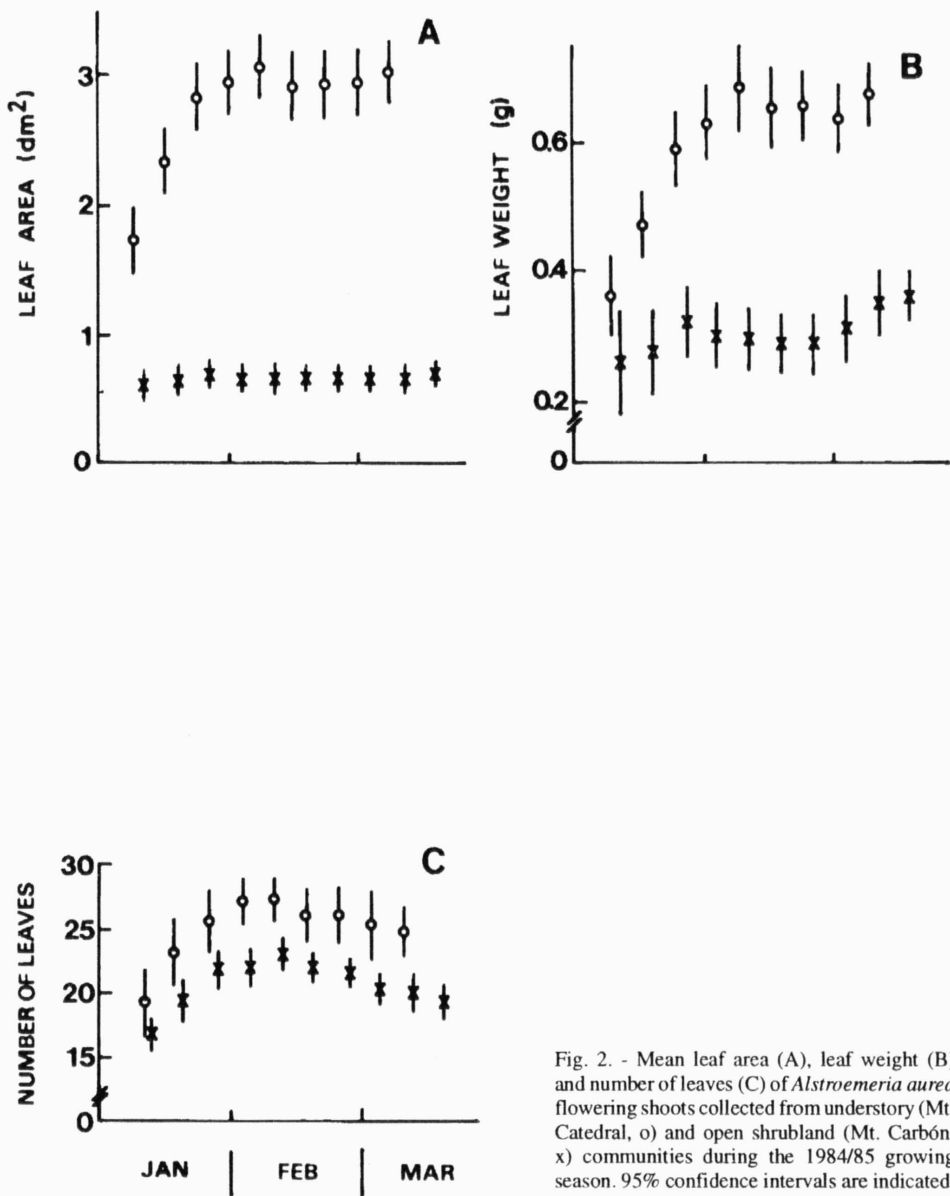 A
LEAF AREA (dm2)
3
2
1
0
B
LEAF WEIGHT (g)
0.6
0.4
0.2
0
C
NUMBER OF LEAVES
30
25
20
15
0
JAN FEB MAR
Fig. 2. - Mean leaf area (A), leaf weight (B
and number of leaves (C) of Alstroemeria aurea
flowering shoots collected from understory (Mt
Catedral, o) and open shrubland (Mt. Carbón
x) communities during the 1984/85 growing
season. 95% confidence intervals are indicated